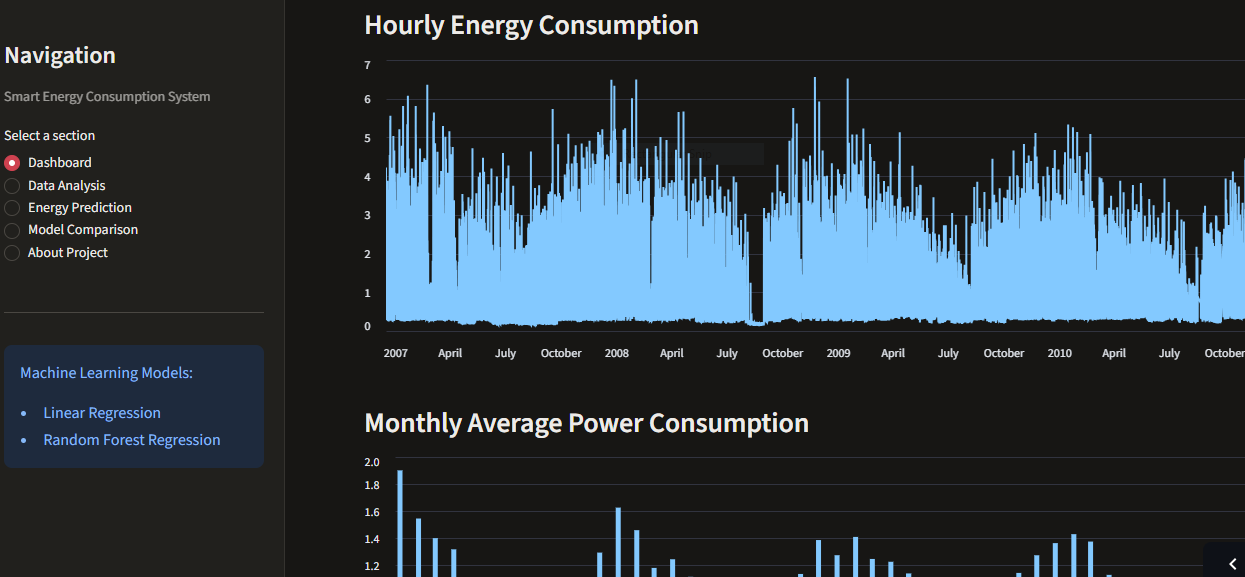 Navigation
Smart Energy Consumption System
Select a section
Dashboard
Data Analysis
Energy Prediction
Model Comparison
About Project
Machine Learning Models:
• Linear Regression
• Random Forest Regression
Hourly Energy Consumption
7
6
5
4
3
2
1
0
2007 April July October 2008 April July October 2009 April July October 2010 April July October
Monthly Average Power Consumption
2.0
1.8
1.6
1.4
1.2